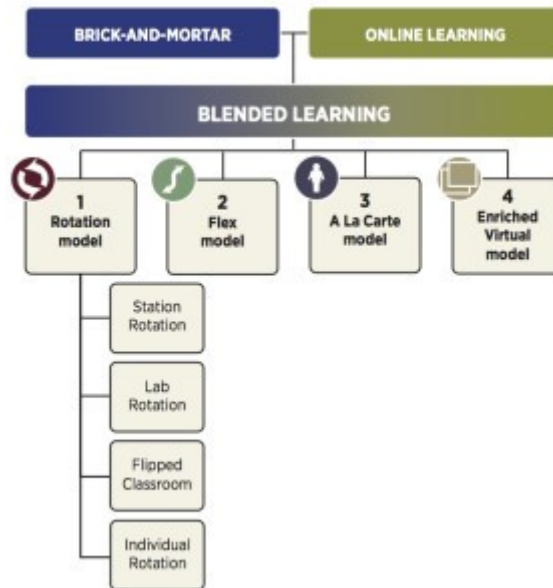 BRICK-AND-MORTAR
ONLINE LEARNING
BLENDED LEARNING
1
Rotation
model
2
Flex
model
3
A La Carte
model
4
Enriched
Virtual
model
Station
Rotation
Lab
Rotation
Flipped
Classroom
Individual
Rotation